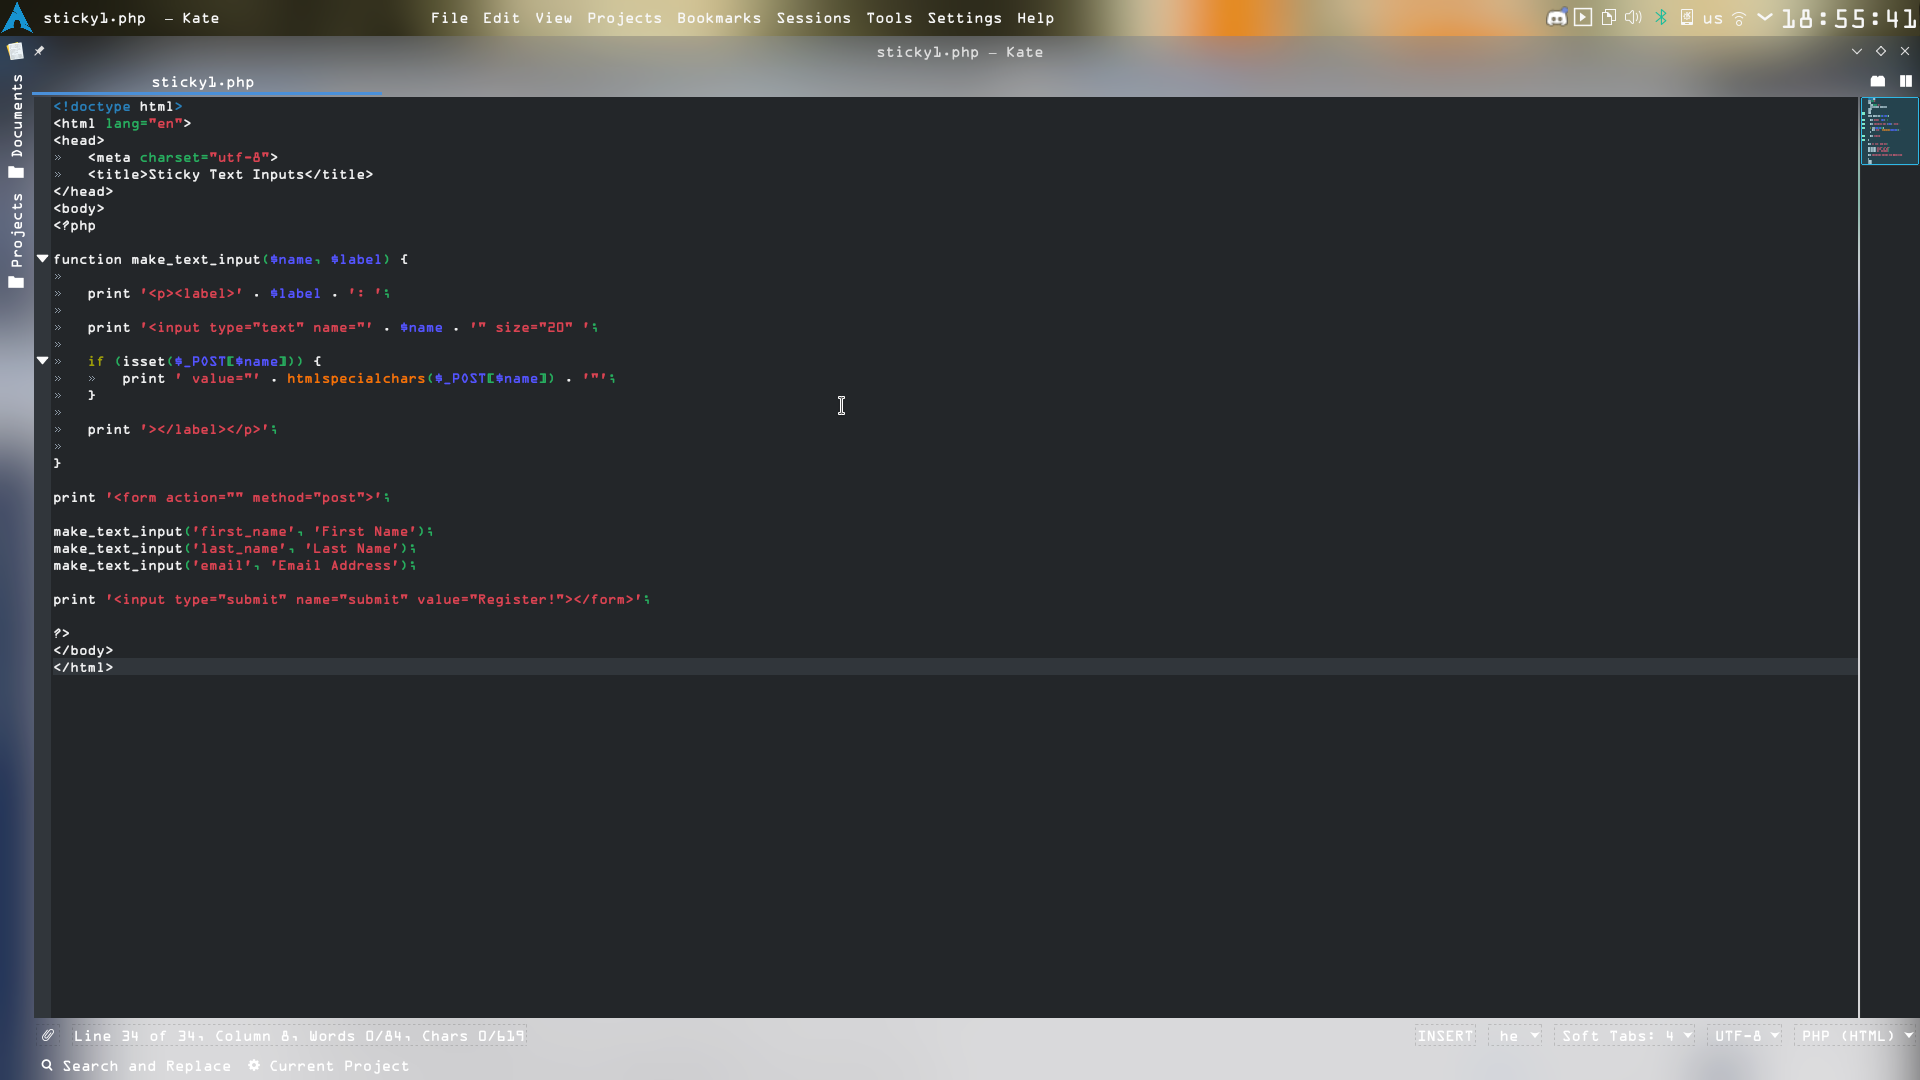 sticky1.php – Kate
File Edit View Projects Bookmarks Sessions Tools Settings Help
us
18:55:41
sticky1.php – Kate
Documents
Projects
sticky1.php
<!doctype html>
<html lang="en">
<head>
» <meta charset="utf-8">
» <title>Sticky Text Inputs</title>
</head>
<body>
<?php
function make_text_input($name, $label) {
»
» print '<p><label>' . $label . ': ';
»
» print '<input type="text" name="' . $name . '" size="20" ';
»
» if (isset($_POST[$name])) {
» » print ' value="' . htmlspecialchars($_POST[$name]) . '"';
» }
»
» print '></label></p>';
»
}
print '<form action="" method="post">';
make_text_input('first_name', 'First Name');
make_text_input('last_name', 'Last Name');
make_text_input('email', 'Email Address');
print '<input type="submit" name="submit" value="Register!"></form>';
?>
</body>
</html>
Line 34 of 34, Column 8, Words 0/84, Chars 0/619
INSERT
he
Soft Tabs: 4
UTF-8
PHP (HTML)
Search and Replace
Current Project